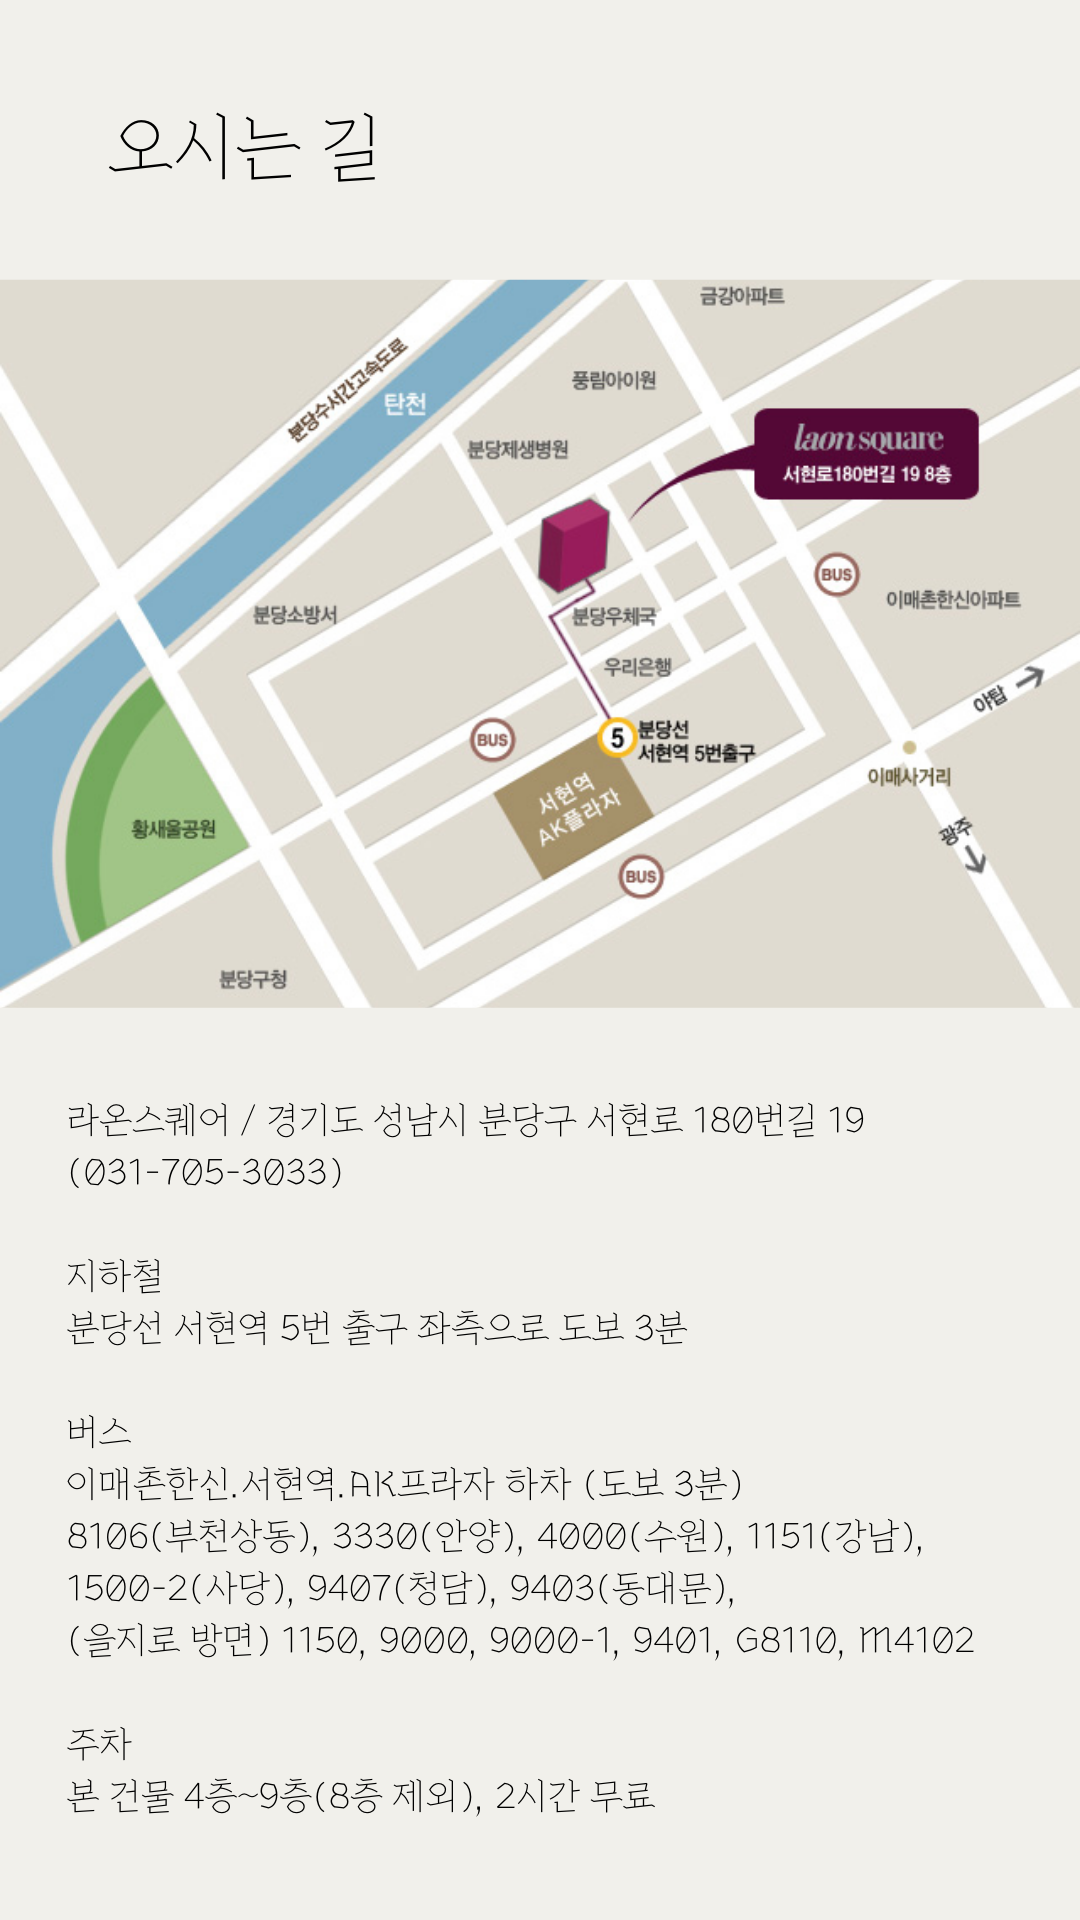 오시는 길
금강아파트
분당수서간고속도로
탄천
풍림아이원
분당제생병원
laon square
서현로180번길 19 8층
BUS
이매촌한신아파트
분당소방서
분당우체국
우리은행
야탑
BUS
5
분당선
서현역 5번출구
이매사거리
서현역
AK플라자
황새울공원
광주
BUS
분당구청
라온스퀘어 / 경기도 성남시 분당구 서현로 180번길 19
(031-705-3033)
지하철
분당선 서현역 5번 출구 좌측으로 도보 3분
버스
이매촌한신.서현역.AK프라자 하차 (도보 3분)
8106(부천상동), 3330(안양), 4000(수원), 1151(강남),
1500-2(사당), 9407(청담), 9403(동대문),
(을지로 방면) 1150, 9000, 9000-1, 9401, G8110, M4102
주차
본 건물 4층~9층(8층 제외), 2시간 무료